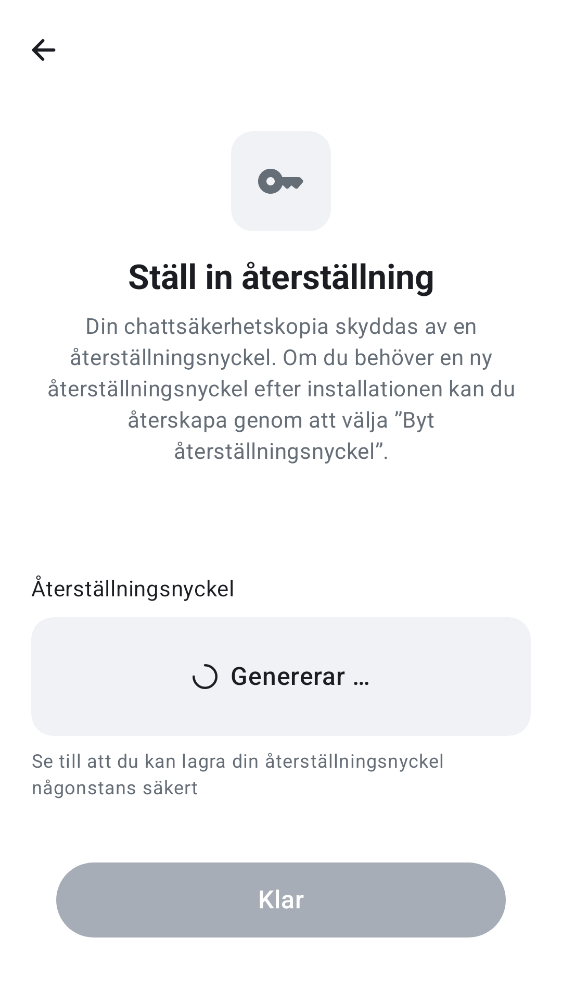 Ställ in återställning
Din chattsäkerhetskopia skyddas av en
återställningsnyckel. Om du behöver en ny
återställningsnyckel efter installationen kan du
återskapa genom att välja ”Byt
återställningsnyckel”.
Återställningsnyckel
Genererar …
Se till att du kan lagra din återställningsnyckel
någonstans säkert
Klar